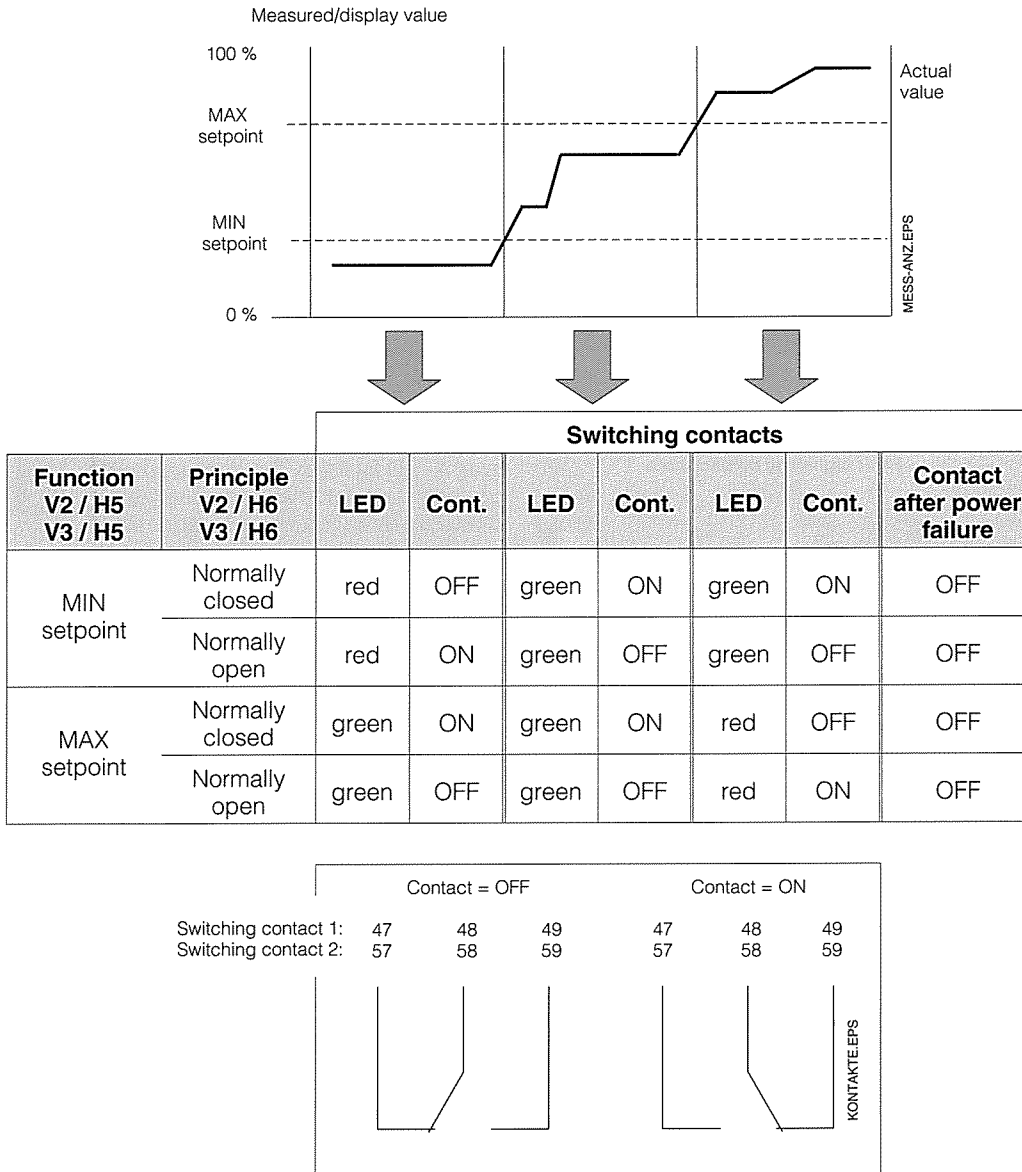 Measured/display value
100 %
MAX
setpoint
MIN
setpoint
0 %
Actual
value
MESS-ANZ.EPS
Switching contacts
Function
V2 / H5
V3 / H5
Principle
V2 / H6
V3 / H6
LED
Cont.
LED
Cont.
LED
Cont.
Contact
after power
failure
MIN
setpoint
Normally
closed
red
OFF
green
ON
green
ON
OFF
Normally
open
red
ON
green
OFF
green
OFF
OFF
MAX
setpoint
Normally
closed
green
ON
green
ON
red
OFF
OFF
Normally
open
green
OFF
green
OFF
red
ON
OFF
Contact = OFF Contact = ON
Switching contact 1: 47 48 49 47 48 49
Switching contact 2: 57 58 59 57 58 59
KONTAKTE.EPS